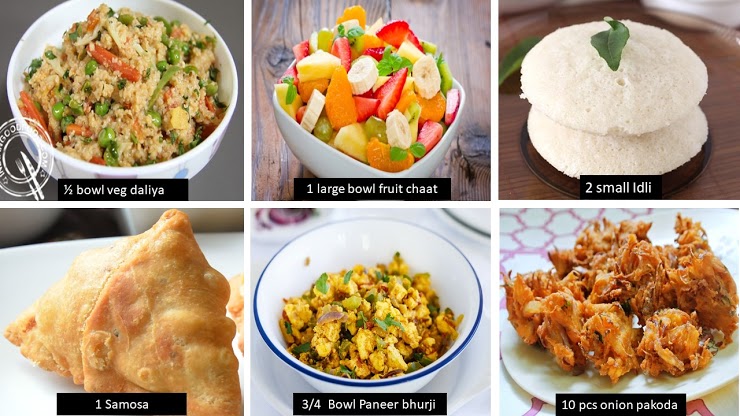 ½ bowl veg daliya
1 large bowl fruit chaat
2 small Idli
1 Samosa
3/4 Bowl Paneer bhurji
10 pcs onion pakoda